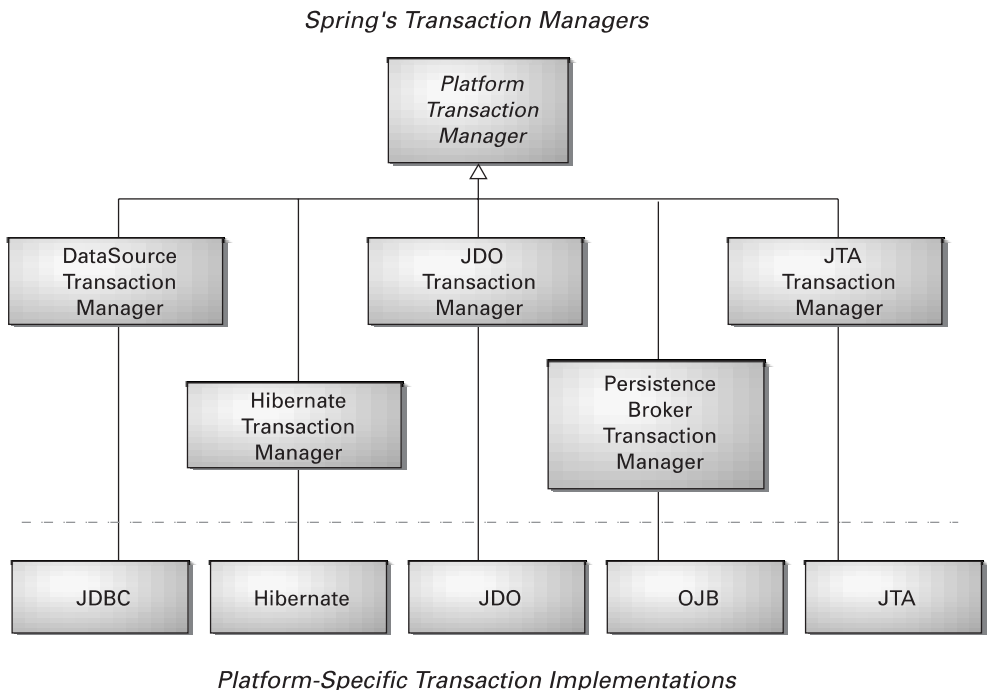 Spring's Transaction Managers
Platform
Transaction
Manager
DataSource
Transaction
Manager
JDO
Transaction
Manager
JTA
Transaction
Manager
Hibernate
Transaction
Manager
Persistence
Broker
Transaction
Manager
JDBC
Hibernate
JDO
OJB
JTA
Platform-Specific Transaction Implementations